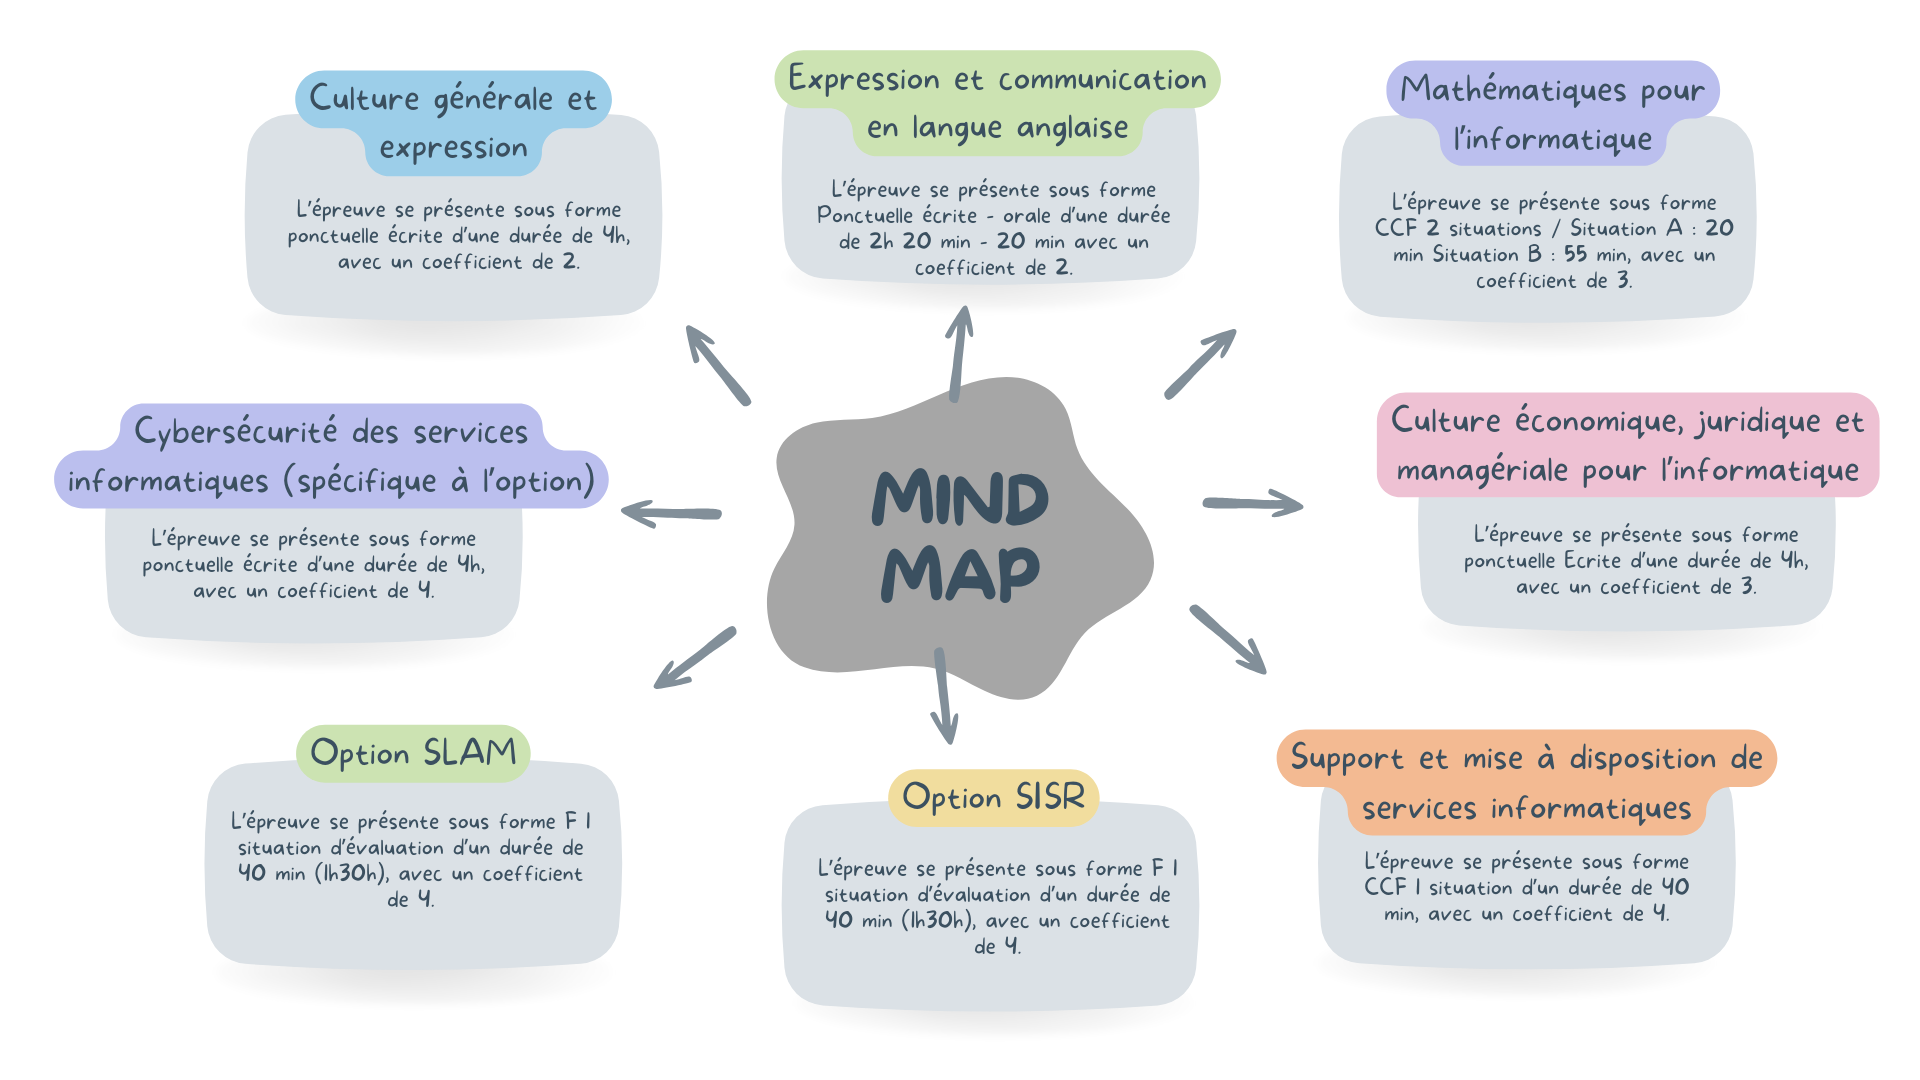 Culture générale et
expression
L'épreuve se présente sous forme
ponctuelle écrite d'une durée de 4h,
avec un coefficient de 2.
Expression et communication
en langue anglaise
L'épreuve se présente sous forme
Ponctuelle écrite - orale d'une durée
de 2h 20 min - 20 min avec un
coefficient de 2.
Mathématiques pour
l'informatique
L'épreuve se présente sous forme
CCF 2 situations / Situation A : 20
min Situation B : 55 min, avec un
coefficient de 3.
Cybersécurité des services
informatiques (spécifique à l'option)
L'épreuve se présente sous forme
ponctuelle écrite d'une durée de 4h,
avec un coefficient de 4.
MIND
MAP
Culture économique, juridique et
managériale pour l'informatique
L'épreuve se présente sous forme
ponctuelle Ecrite d'une durée de 4h,
avec un coefficient de 3.
Option SLAM
L'épreuve se présente sous forme F 1
situation d'évaluation d'un durée de
40 min (1h30h), avec un coefficient
de 4.
Option SISR
L'épreuve se présente sous forme F 1
situation d'évaluation d'un durée de
40 min (1h30h), avec un coefficient
de 4.
Support et mise à disposition de
services informatiques
L'épreuve se présente sous forme
CCF 1 situation d'un durée de 40
min, avec un coefficient de 4.